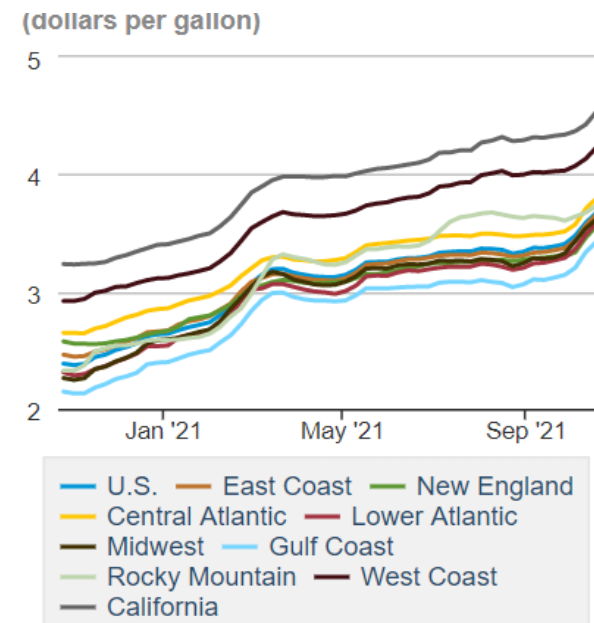 (dollars per gallon)
5
4
3
2
Jan '21 May '21 Sep '21
U.S. East Coast New England
Central Atlantic Lower Atlantic
Midwest Gulf Coast
Rocky Mountain West Coast
California